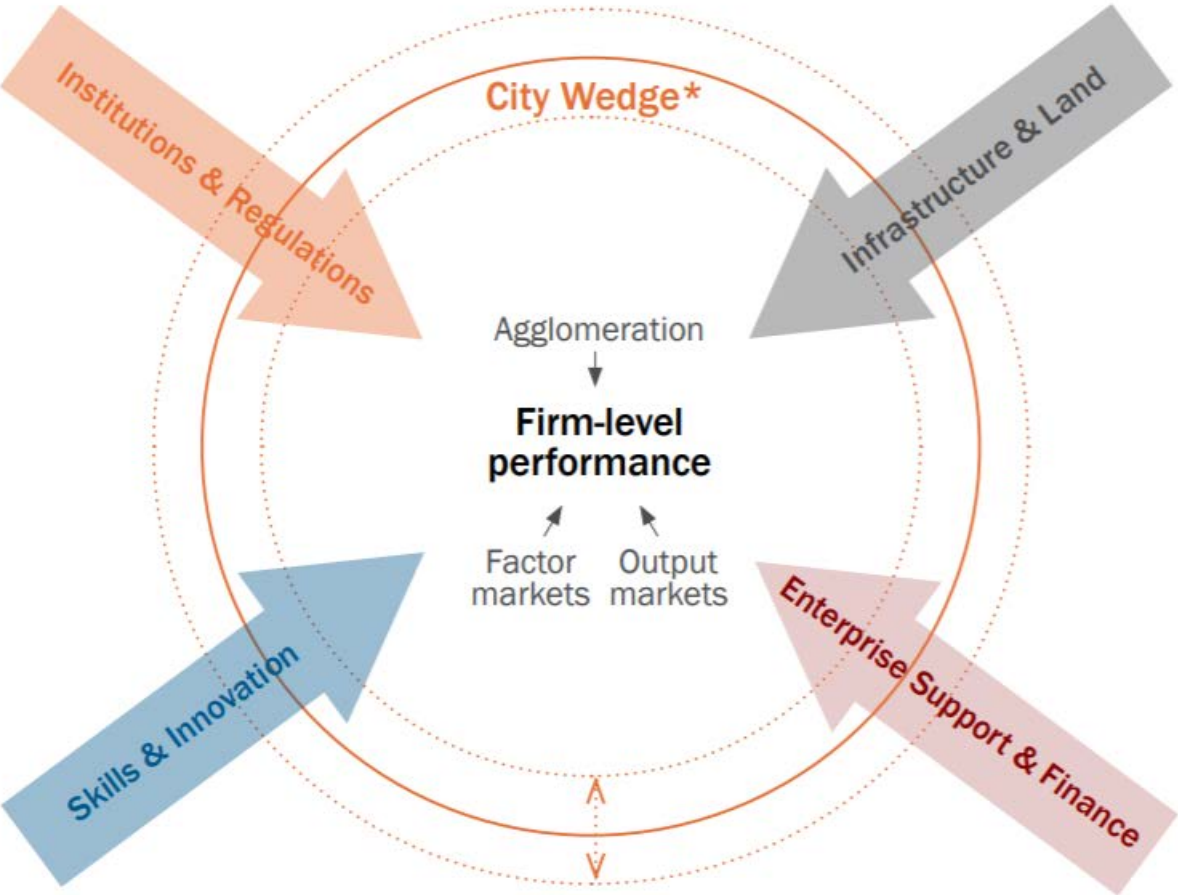 City Wedge*
Institutions & Regulations
Infrastructure & Land
Agglomeration
Firm-level
performance
Factor
markets
Output
markets
Skills & Innovation
Enterprise Support & Finance